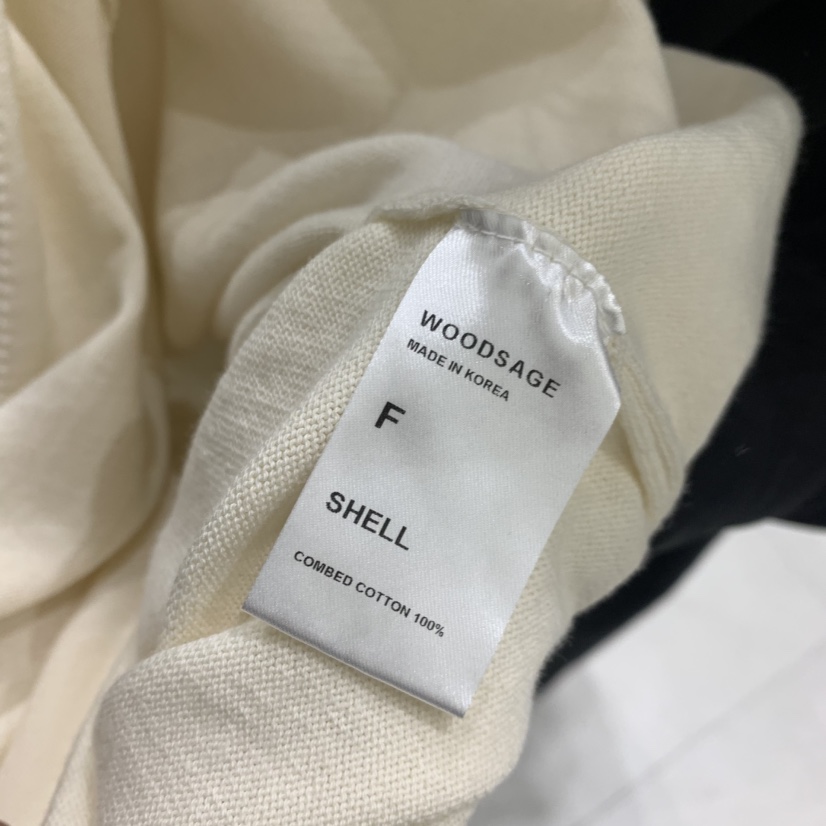 WOODSAGE
MADE IN KOREA
F
SHELL
COMBED COTTON 100%